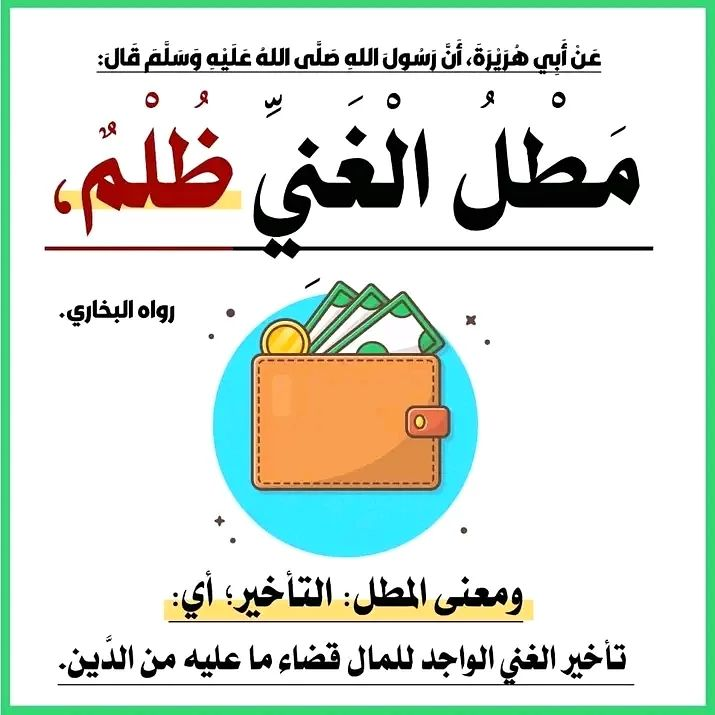 عَنْ أَبِي هُرَيْرَةَ، أَنَّ رَسُولَ اللهِ صَلَّى اللهُ عَلَيْهِ وَسَلَّمَ قَالَ:
مَطْلُ الْغَنِيِّ ظُلْمٌ،
رواه البخاري.
ومعنى المطل: التأخير؛ أي:
تأخير الغني الواجد للمال قضاء ما عليه من الدَّين.